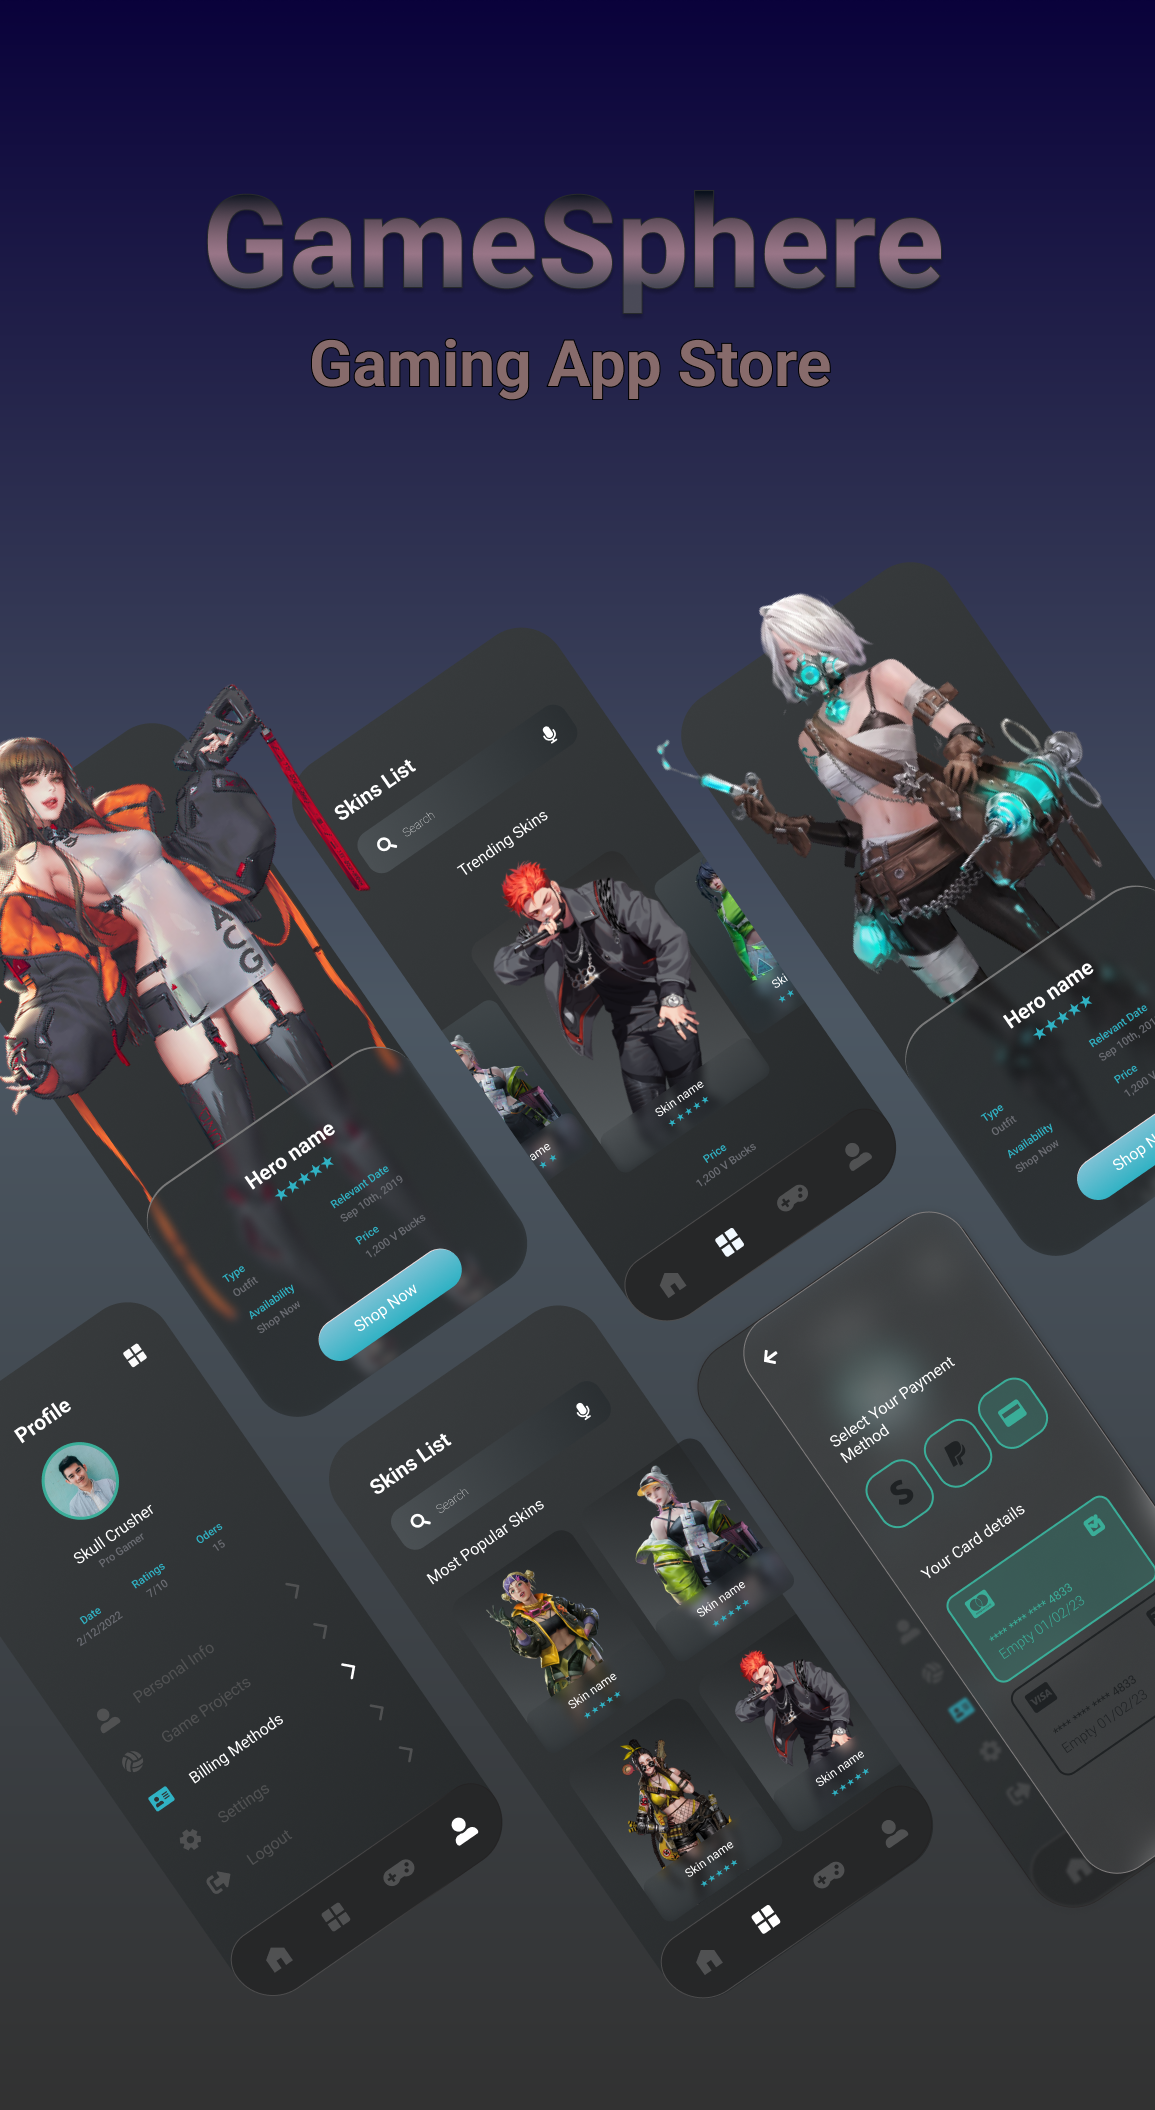 GameSphere
Gaming App Store
AUG
Hero name
Type
Outfit
Relevant Date
Sep 10th, 2019
Availability
Shop Now
Price
1,200 V Bucks
Shop Now
Skins List
Search
Trending Skins
ame
Skin name
Ski
Price
1,200 V Bucks
Hero name
Type
Outfit
Relevant Date
Sep 10th, 201
Availability
Shop Now
Price
1,200 V
Shop N
Profile
Skull Crusher
Pro Gamer
Date
2/12/2022
Ratings
7/10
Oders
15
Personal Info
Game Projects
Billing Methods
Settings
Logout
Skins List
Search
Most Popular Skins
Skin name
Skin name
Skin name
Skin name
Select Your Payment
Method
Your Card details
**** **** **** 4833
Empty 01/02/23
VISA
**** **** **** 4833
Empty 01/02/23